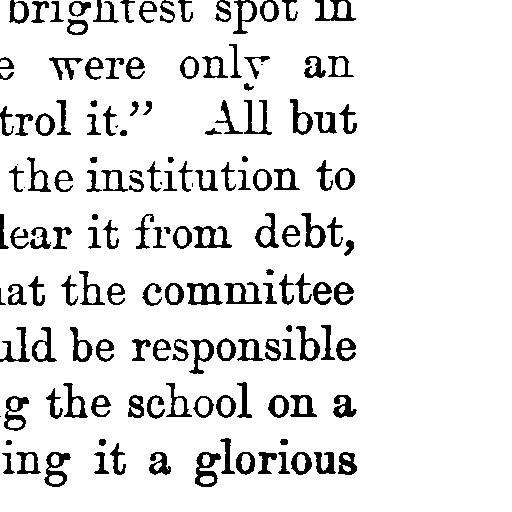 brightest spot in
e were only an
trol it.” All but
the institution to
lear it from debt,
at the committee
uld be responsible
g the school on a
ing it a glorious